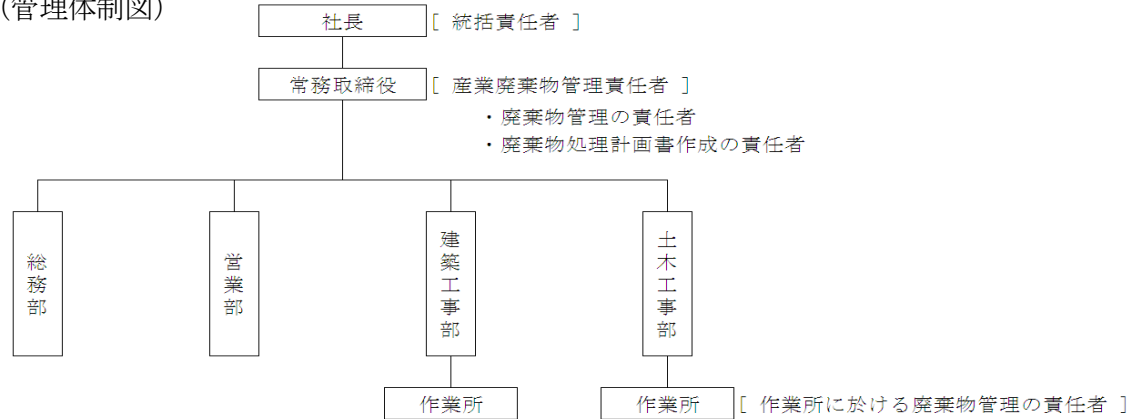 (管理体制図)
社長 [ 統括責任者 ]
常務取締役 [ 産業廃棄物管理責任者 ]
・廃棄物管理の責任者
・廃棄物処理計画書作成の責任者
総務部
営業部
建築工事部
土木工事部
作業所
作業所 [ 作業所に於ける廃棄物管理の責任者 ]